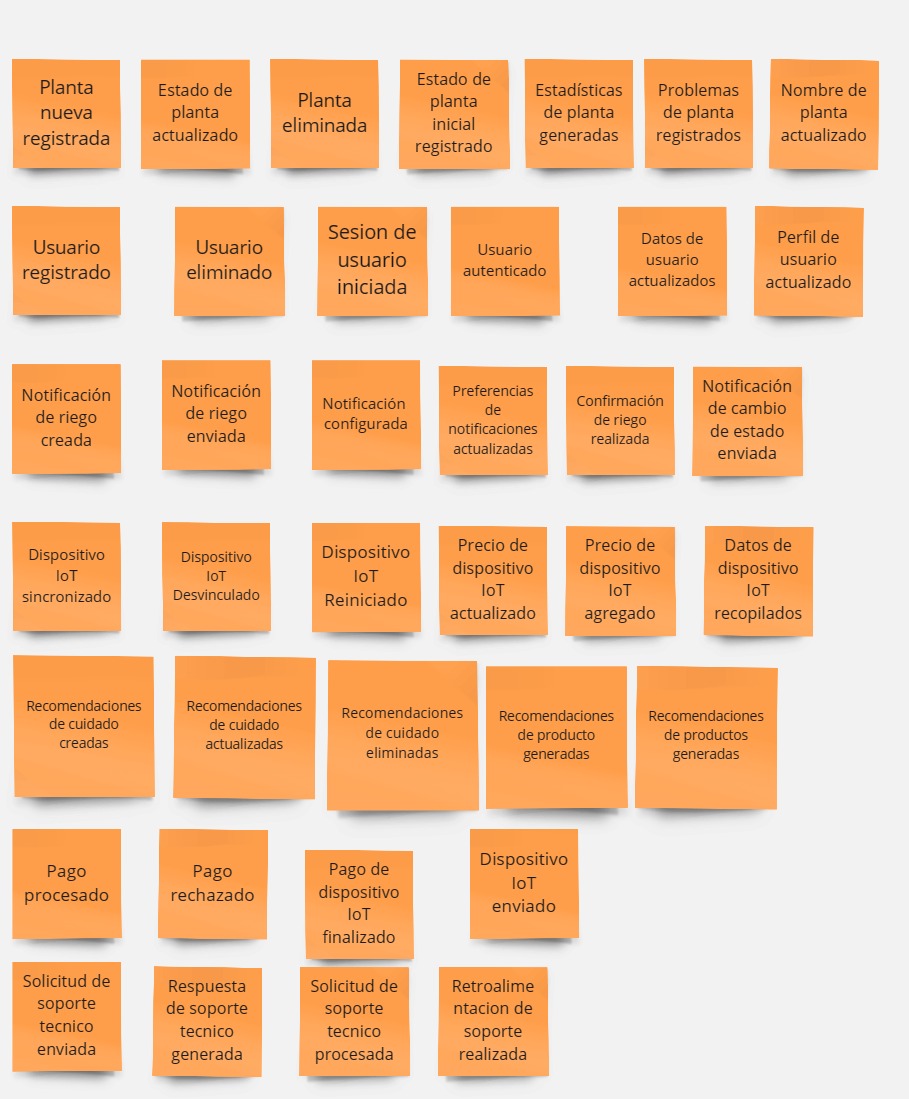 Planta
nueva
registrada
Estado de
planta
actualizado
Planta
eliminada
Estado de
planta
inicial
registrado
Estadísticas
de planta
generadas
Problemas
de planta
registrados
Nombre de
planta
actualizado
Usuario
registrado
Usuario
eliminado
Sesion de
usuario
iniciada
Usuario
autenticado
Datos de
usuario
actualizados
Perfil de
usuario
actualizado
Notificación
de riego
creada
Notificación
de riego
enviada
Notificación
configurada
Preferencias
de
notificaciones
actualizadas
Confirmación
de riego
realizada
Notificación
de cambio
de estado
enviada
Dispositivo
IoT
sincronizado
Dispositivo
IoT
Desvinculado
Dispositivo
IoT
Reiniciado
Precio de
dispositivo
IoT
actualizado
Precio de
dispositivo
IoT
agregado
Datos de
dispositivo
IoT
recopilados
Recomendaciones
de cuidado
creadas
Recomendaciones
de cuidado
actualizadas
Recomendaciones
de cuidado
eliminadas
Recomendaciones
de producto
generadas
Recomendaciones
de productos
generadas
Pago
procesado
Pago
rechazado
Pago de
dispositivo
IoT
finalizado
Dispositivo
IoT
enviado
Solicitud de
soporte
tecnico
enviada
Respuesta
de soporte
tecnico
generada
Solicitud de
soporte
tecnico
procesada
Retroalime
ntacion de
soporte
realizada